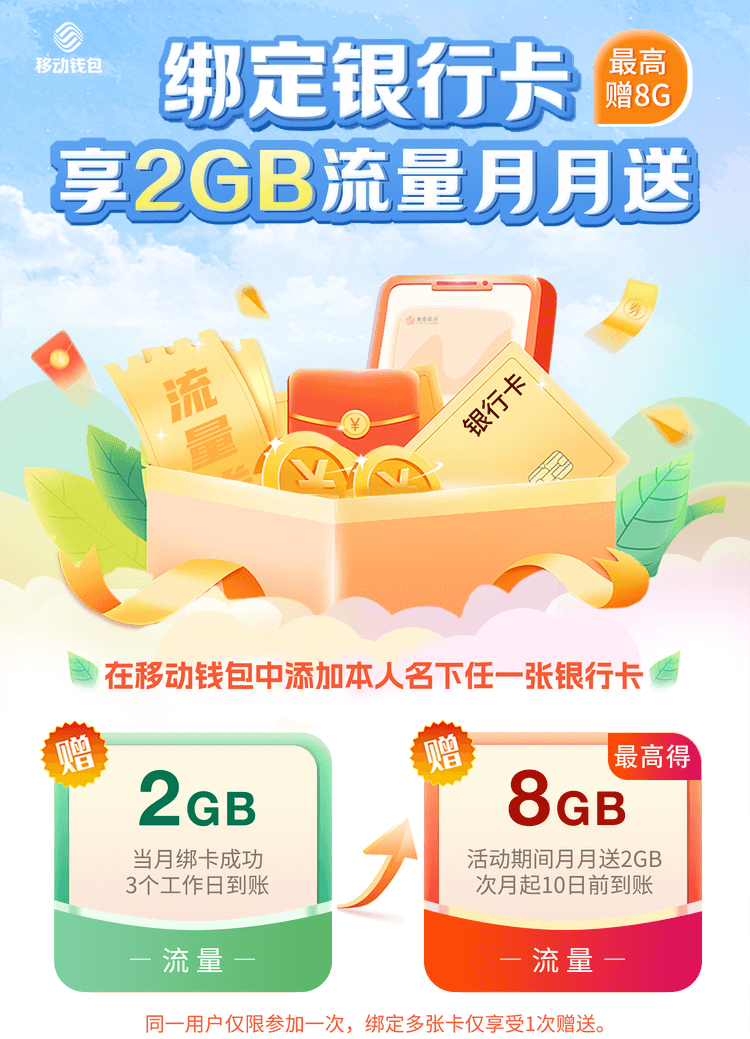 移动钱包
绑定银行卡
最高
赠8G
享2GB流量月月送
流量
银行卡
在移动钱包中添加本人名下任一张银行卡
赠
2GB
当月绑卡成功
3个工作日到账
流量
赠
最高得
8GB
活动期间月月送2GB
次月起10日前到账
流量
同一用户仅限参加一次，绑定多张卡仅享受1次赠送。